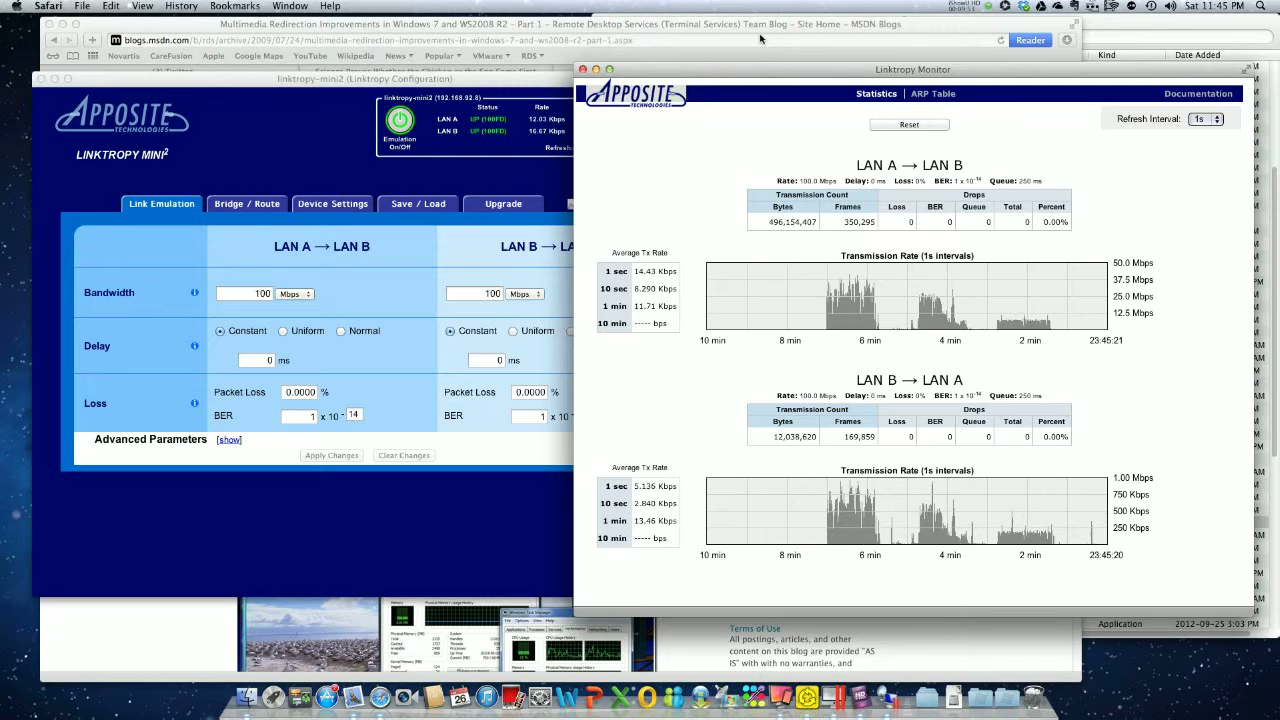 Safari File Edit View History Bookmarks Window Help
11:45 PM
Multimedia Redirection Improvements in Windows 7 and WS2008 R2 - Part 1 - Remote Desktop Services (Terminal Services) Team Blog - Site Home - MSDN Blogs
blogs.msdn.com/b/rds/archive/2009/07/24/multimedia-redirection-improvements-in-windows-7-and-ws2008-r2-part-1.aspx
Reader
Novartis CareFusion Apple Google Maps YouTube Wikipedia News Popular VMware RDS
Kind Date Added
linktropy-mini2 (Linktropy Configuration)
APPOSITE
TECHNOLOGIES
LINKTROPY MINI2
linktropy-mini2 (192.168.92.8)
Status Rate
LAN A UP (100FD) 12.03 Kbps
LAN B UP (100FD) 16.67 Kbps
Emulation
On/Off
Refresh:
Link Emulation Bridge / Route Device Settings Save / Load Upgrade
LAN A → LAN B LAN B → LA
Bandwidth 100 Mbps 100 Mbps
Delay Constant Uniform Normal Constant Uniform
0 ms 0 ms
Loss Packet Loss 0.0000 % Packet Loss 0.0000 %
BER 1 x 10 - 14 BER 1 x 10
Advanced Parameters [show]
Apply Changes Clear Changes
Linktropy Monitor
APPOSITE
TECHNOLOGIES
Statistics | ARP Table Documentation
Reset
Refresh Interval: 1s
LAN A → LAN B
Rate: 100.0 Mbps Delay: 0 ms Loss: 0% BER: 1 x 10-14 Queue: 250 ms
Transmission Count Drops
Bytes Frames Loss BER Queue Total Percent
496,154,407 350,295 0 0 0 0 0.00%
Average Tx Rate
1 sec 14.43 Kbps
10 sec 8.290 Kbps
1 min 11.71 Kbps
10 min ----- bps
Transmission Rate (1s intervals)
50.0 Mbps
37.5 Mbps
25.0 Mbps
12.5 Mbps
10 min 8 min 6 min 4 min 2 min 23:45:21
LAN B → LAN A
Rate: 100.0 Mbps Delay: 0 ms Loss: 0% BER: 1 x 10-14 Queue: 250 ms
Transmission Count Drops
Bytes Frames Loss BER Queue Total Percent
12,038,620 169,859 0 0 0 0 0.00%
Average Tx Rate
1 sec 5.136 Kbps
10 sec 2.840 Kbps
1 min 13.46 Kbps
10 min ----- bps
Transmission Rate (1s intervals)
1.00 Mbps
750 Kbps
500 Kbps
250 Kbps
10 min 8 min 6 min 4 min 2 min 23:45:20
Terms of Use
All postings, articles, and other
content on this blog are provided "AS
IS" with with no warranties, and
Application